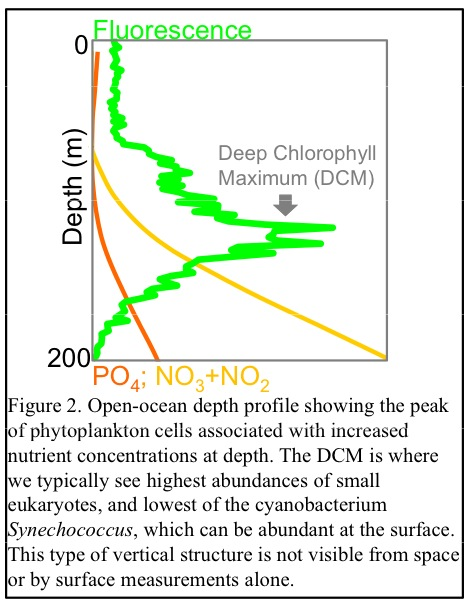 Fluorescence
0
Depth (m)
Deep Chlorophyll
Maximum (DCM)
200
PO₄; NO₃+NO₂
Figure 2. Open-ocean depth profile showing the peak
of phytoplankton cells associated with increased
nutrient concentrations at depth. The DCM is where
we typically see highest abundances of small
eukaryotes, and lowest of the cyanobacterium
Synechococcus, which can be abundant at the surface.
This type of vertical structure is not visible from space
or by surface measurements alone.